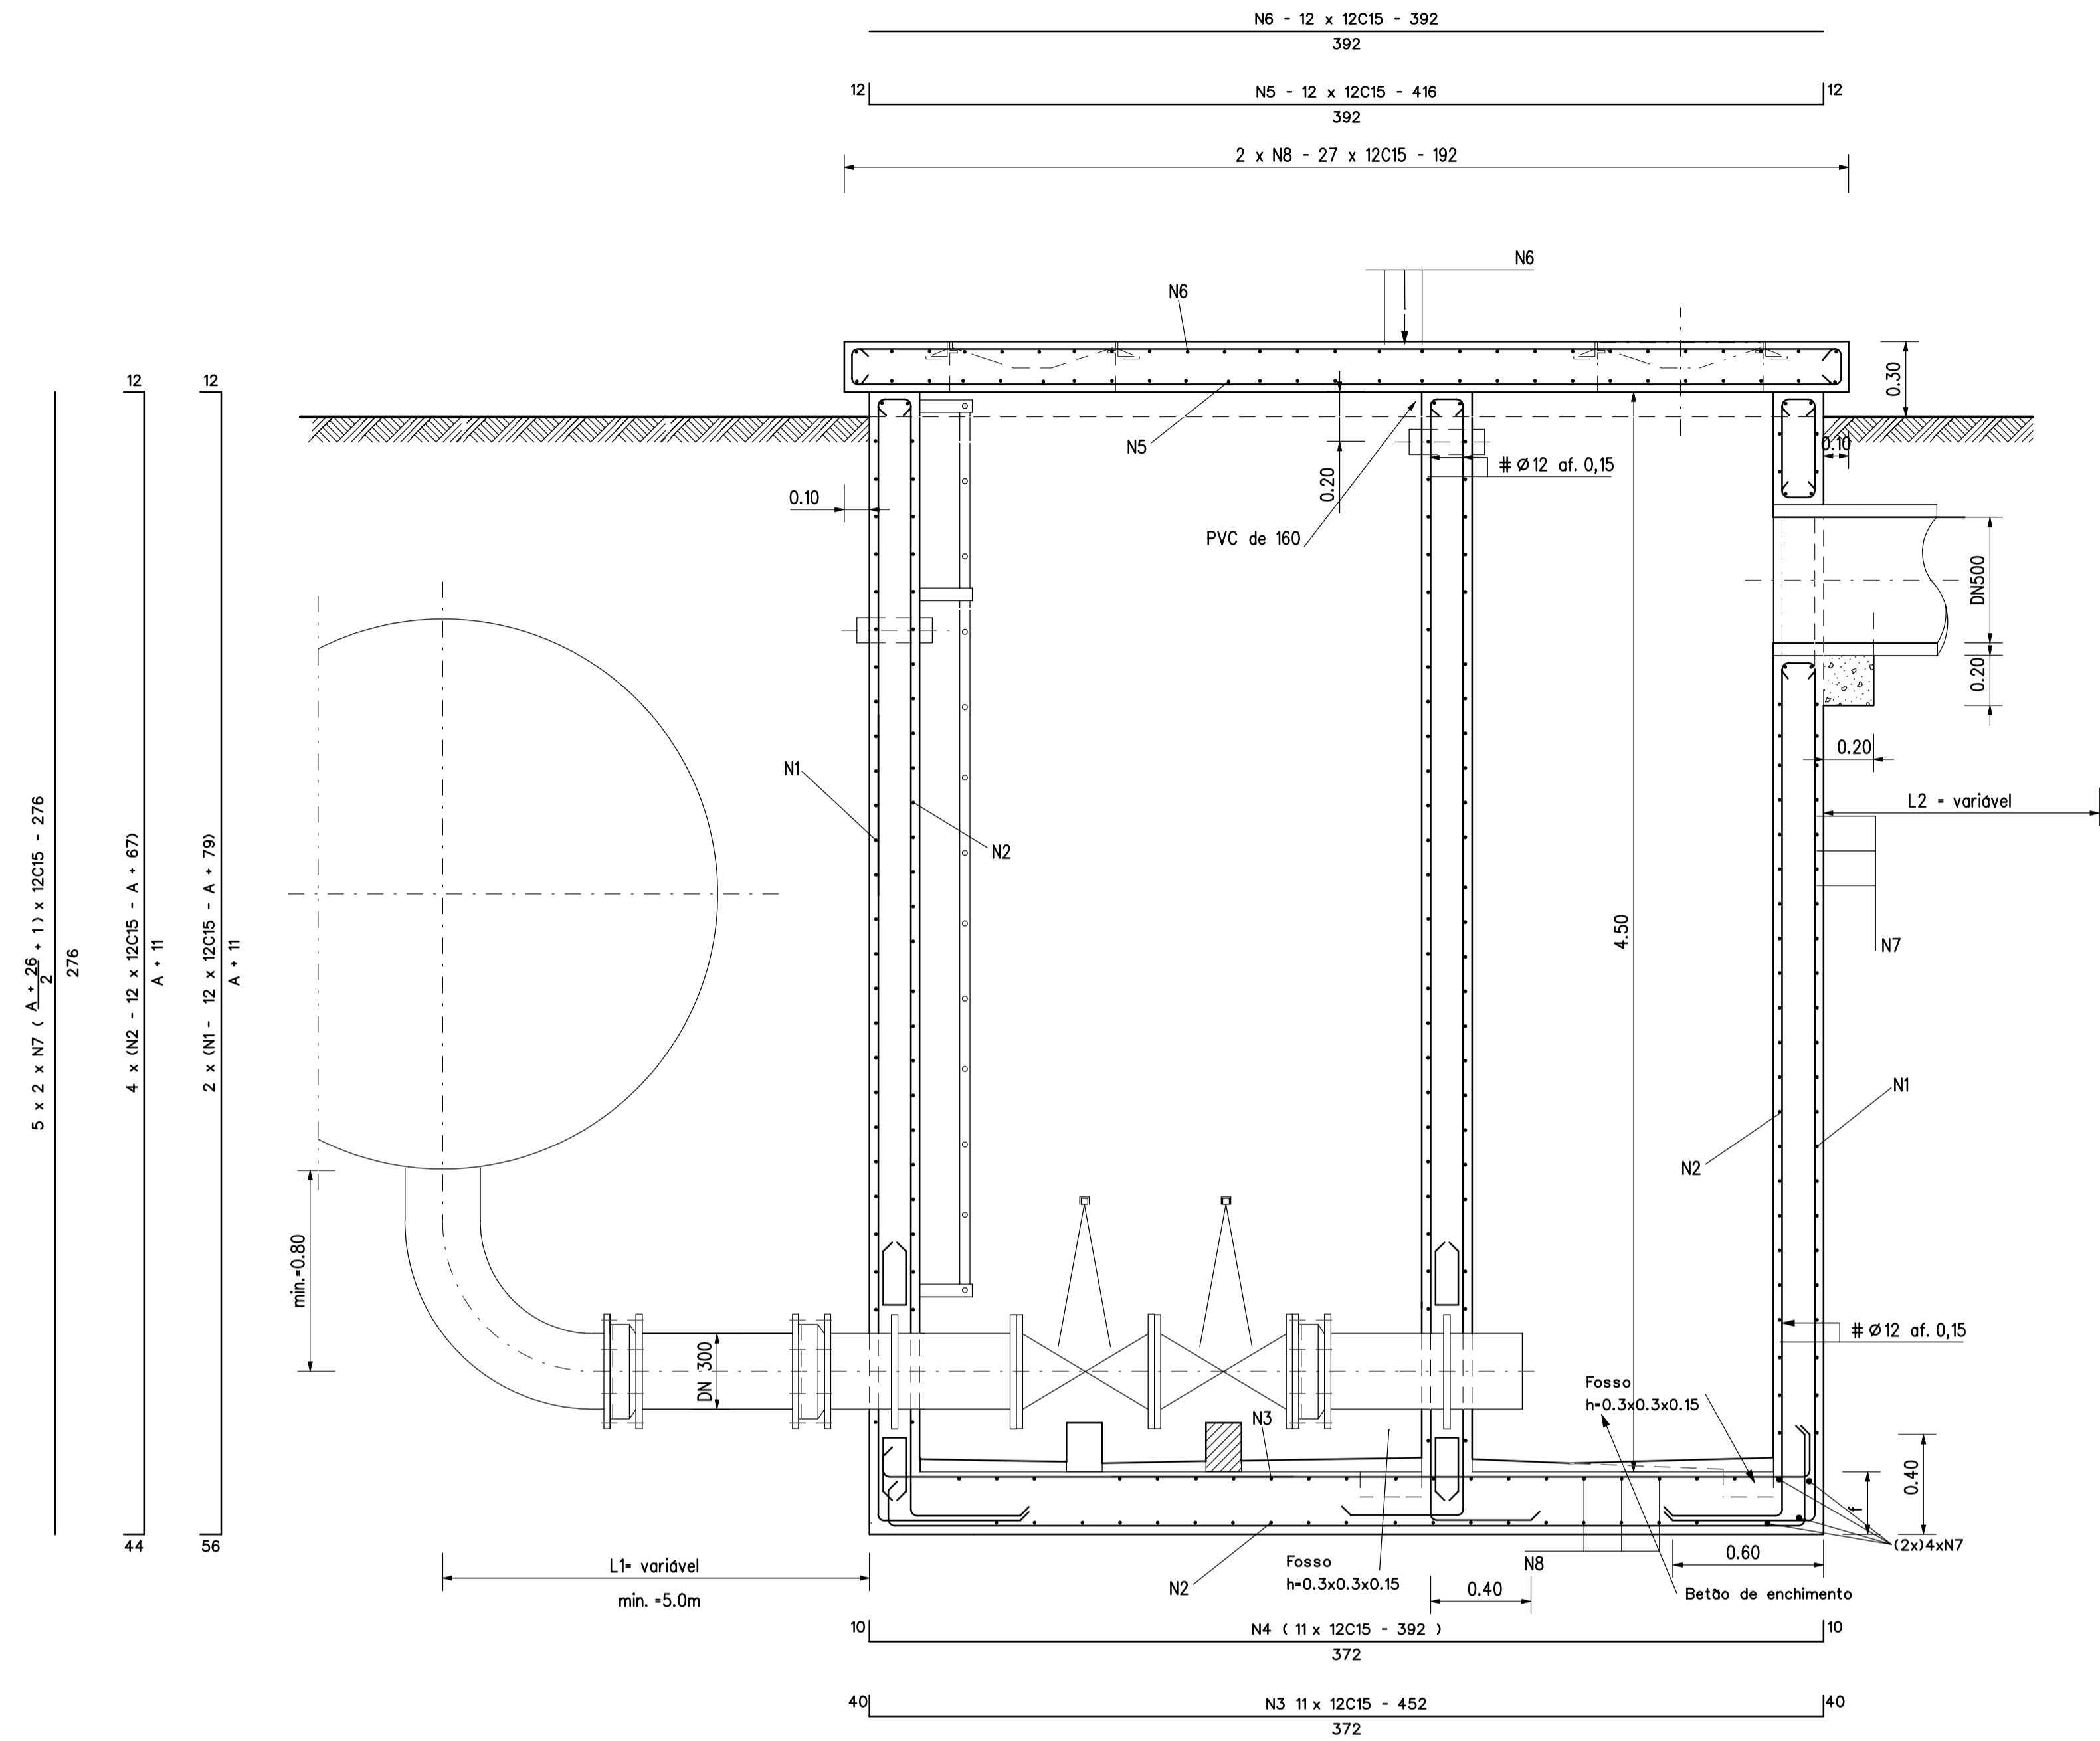 N6 - 12 x 12C15 - 392
392
12
N5 - 12 x 12C15 - 416
12
392
2 x N8 - 27 x 12C15 - 192
N6
N6
0.30
12
12
N5
0.20
# Ø12 af. 0,15
0.10
0.10
PVC de 160
DN500
0.20
0.20
N1
L2 = variável
N2
5 x 2 x N7 ( A + 26 / 2 + 1 ) x 12C15 - 276
276
4 x (N2 - 12 x 12C15 - A + 67)
A + 11
2 x (N1 - 12 x 12C15 - A + 79)
A + 11
4.50
N7
N1
N2
min.=0.80
DN 300
# Ø12 af. 0,15
Fosso
h=0.3x0.3x0.15
N3
0.40
f
44
56
(2x)4xN7
0.60
L1= variável
min. =5.0m
N2
Fosso
h=0.3x0.3x0.15
N8
0.40
Betão de enchimento
10
N4 ( 11 x 12C15 - 392 )
10
372
40
N3 11 x 12C15 - 452
40
372